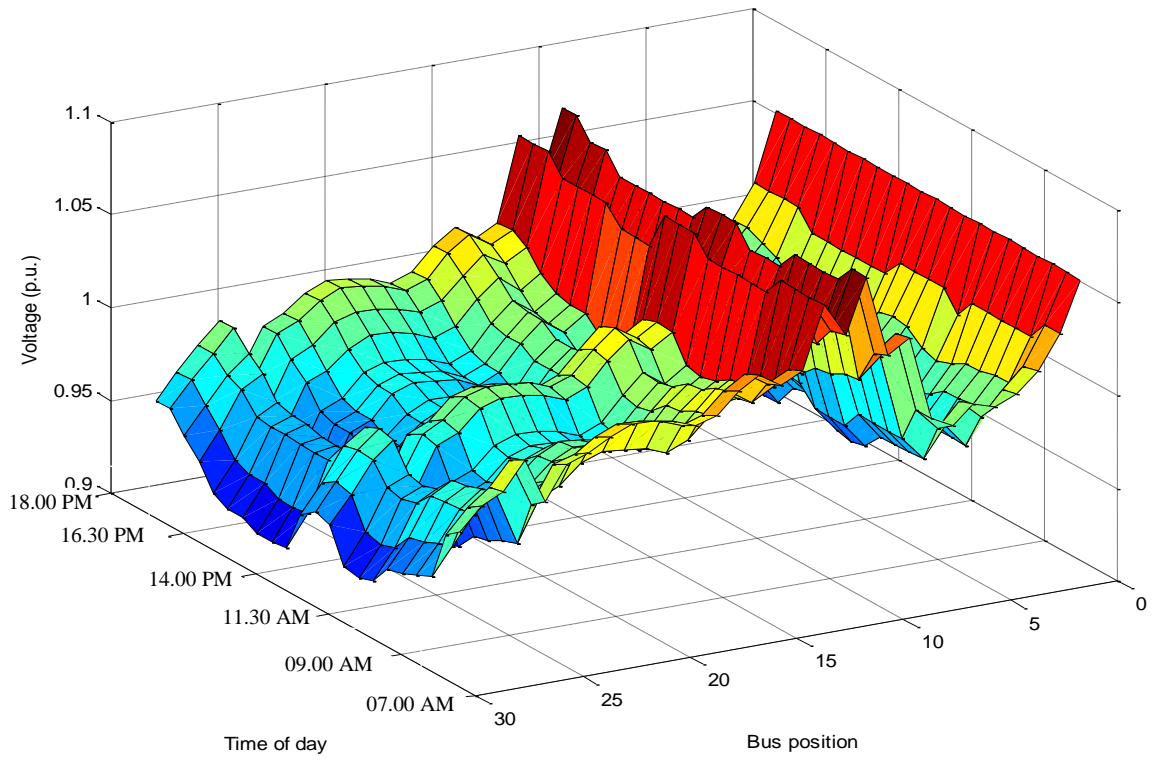 1.1
1.05
1
0.95
0.9
Voltage (p.u.)
18.00 PM
16.30 PM
14.00 PM
11.30 AM
09.00 AM
07.00 AM
Time of day
30
25
20
15
10
5
0
Bus position